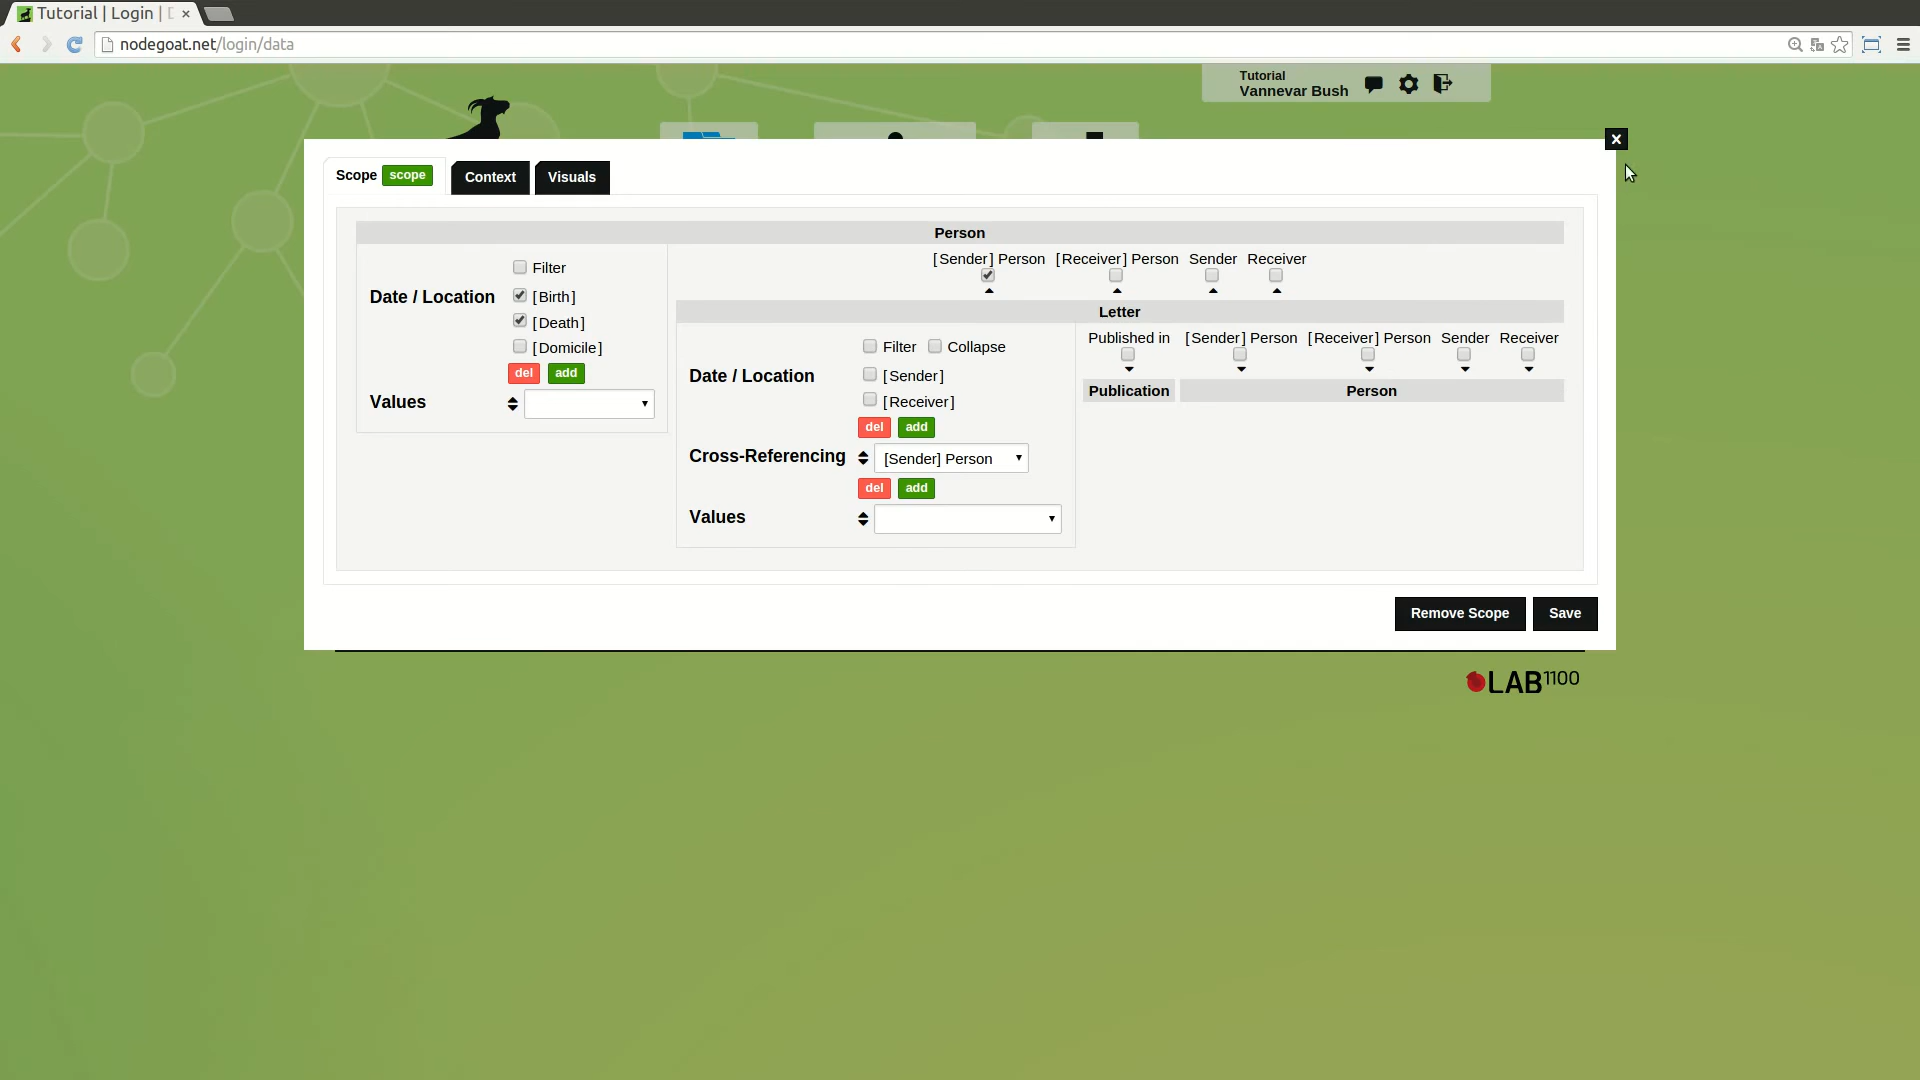 Tutorial | Login |
nodegoat.net/login/data
Tutorial
Vannevar Bush
Scope scope Context Visuals
Person
Filter
Date / Location [Birth]
[Death]
[Domicile]
del add
Values
[Sender] Person [Receiver] Person Sender Receiver
Letter
Filter Collapse
Date / Location [Sender]
[Receiver]
del add
Cross-Referencing [Sender] Person
del add
Values
Published in [Sender] Person [Receiver] Person Sender Receiver
Publication Person
Remove Scope Save
LAB1100